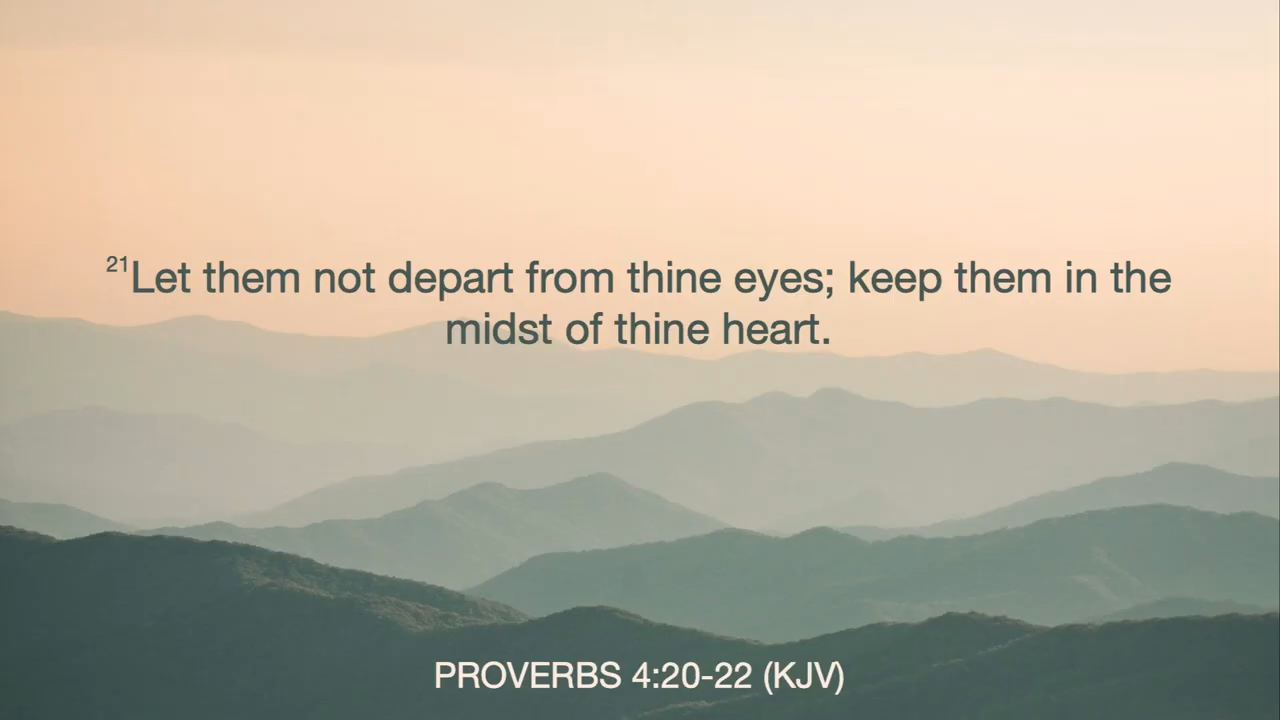 ²¹Let them not depart from thine eyes; keep them in the
midst of thine heart.
PROVERBS 4:20-22 (KJV)